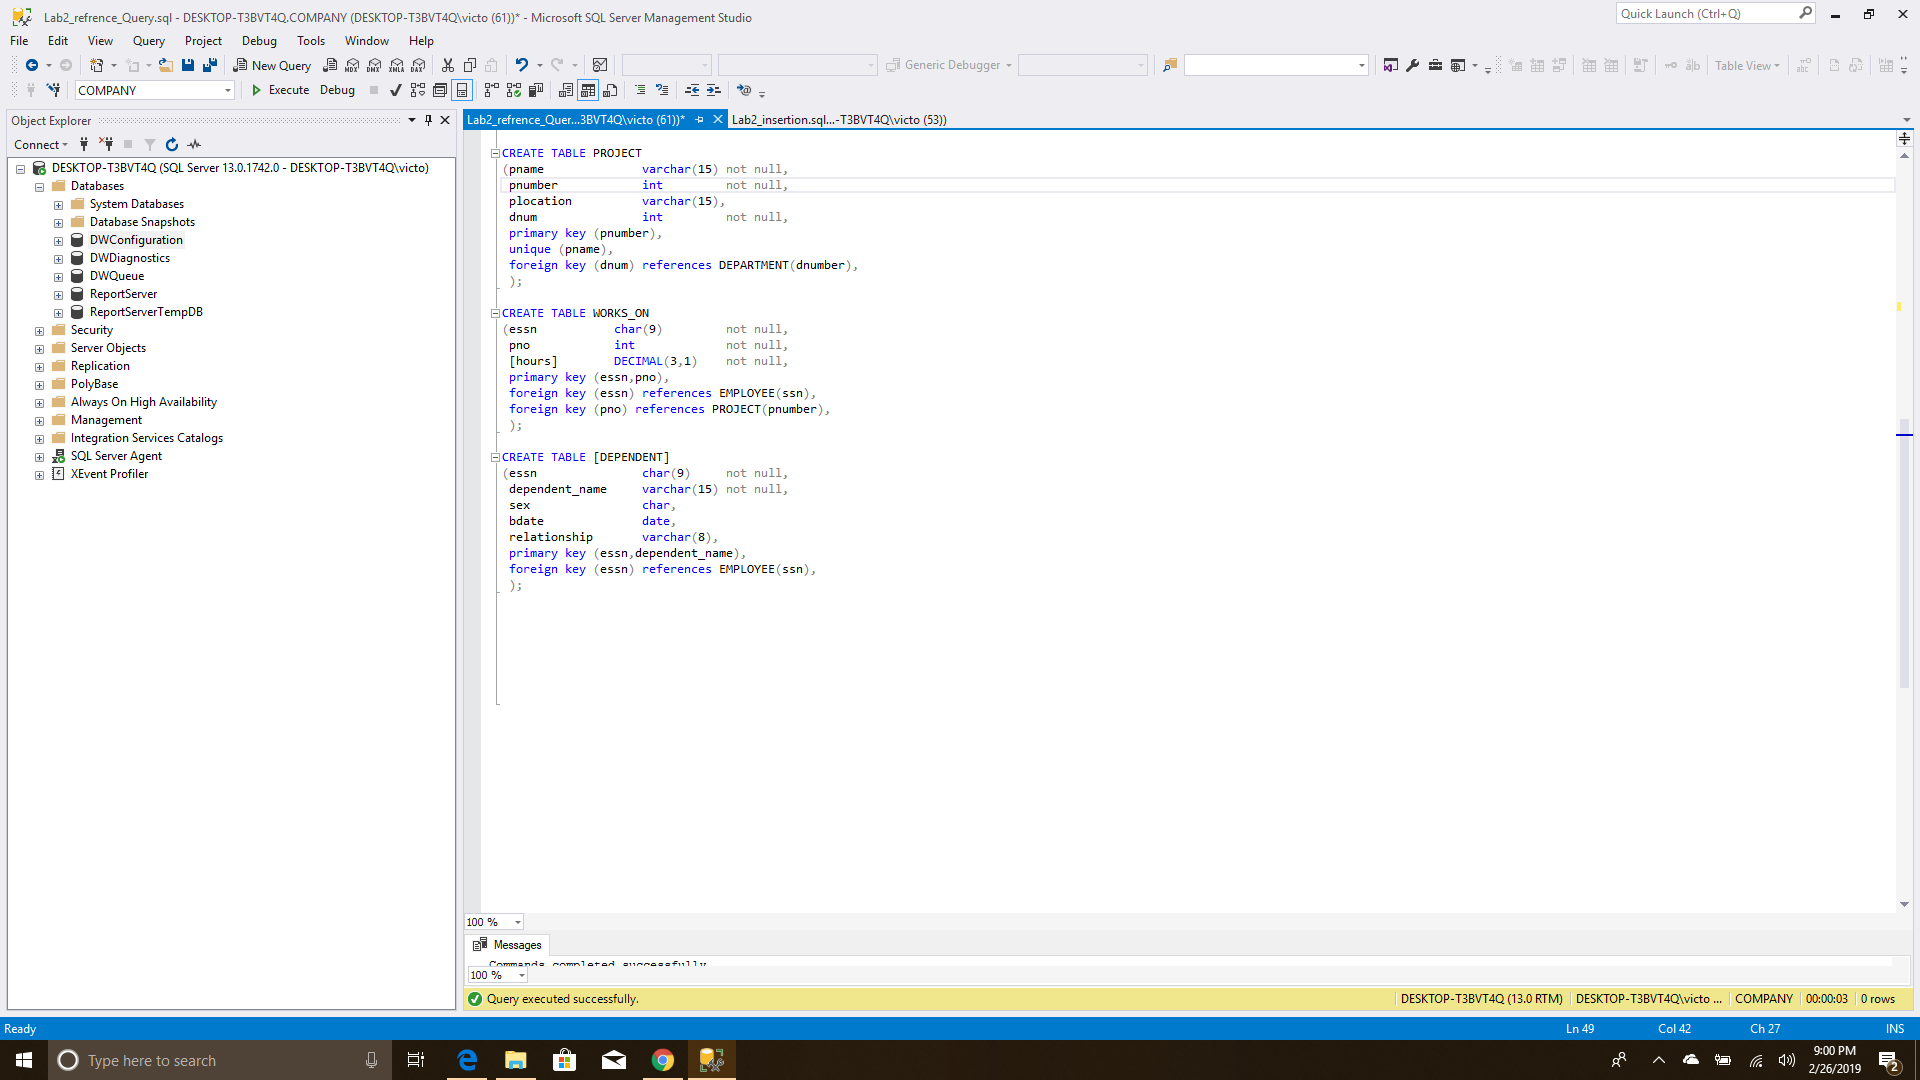 Lab2_refrence_Query.sql - DESKTOP-T3BVT4Q.COMPANY (DESKTOP-T3BVT4Q\victo (61))* - Microsoft SQL Server Management Studio
Quick Launch (Ctrl+Q)
File Edit View Query Project Debug Tools Window Help
New Query
MDX DMX XMLA DAX
Generic Debugger
Table View
COMPANY
Execute Debug
Object Explorer
Lab2_refrence_Quer...3BVT4Q\victo (61))*
Lab2_insertion.sql...-T3BVT4Q\victo (53))
Connect
DESKTOP-T3BVT4Q (SQL Server 13.0.1742.0 - DESKTOP-T3BVT4Q\victo)
Databases
System Databases
Database Snapshots
DWConfiguration
DWDiagnostics
DWQueue
ReportServer
ReportServerTempDB
Security
Server Objects
Replication
PolyBase
Always On High Availability
Management
Integration Services Catalogs
SQL Server Agent
XEvent Profiler
CREATE TABLE PROJECT
(pname varchar(15) not null,
pnumber int not null,
plocation varchar(15),
dnum int not null,
primary key (pnumber),
unique (pname),
foreign key (dnum) references DEPARTMENT(dnumber),
);
CREATE TABLE WORKS_ON
(essn char(9) not null,
pno int not null,
[hours] DECIMAL(3,1) not null,
primary key (essn,pno),
foreign key (essn) references EMPLOYEE(ssn),
foreign key (pno) references PROJECT(pnumber),
);
CREATE TABLE [DEPENDENT]
(essn char(9) not null,
dependent_name varchar(15) not null,
sex char,
bdate date,
relationship varchar(8),
primary key (essn,dependent_name),
foreign key (essn) references EMPLOYEE(ssn),
);
100 %
Messages
Commands completed successfully
100 %
Query executed successfully.
DESKTOP-T3BVT4Q (13.0 RTM) DESKTOP-T3BVT4Q\victo ... COMPANY 00:00:03 0 rows
Ready
Ln 49 Col 42 Ch 27 INS
Type here to search
9:00 PM
2/26/2019
2